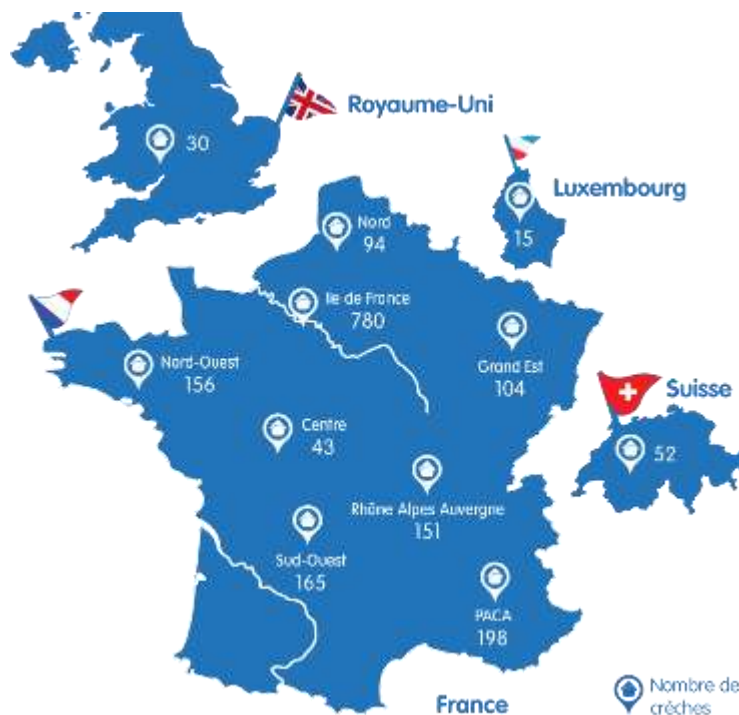 Royaume-Uni
30
Luxembourg
15
Nord
94
Ile de France
780
Grand Est
104
Nord-Ouest
156
Suisse
52
Centre
43
Rhône Alpes Auvergne
151
Sud-Ouest
165
PACA
198
France
Nombre de
crèches